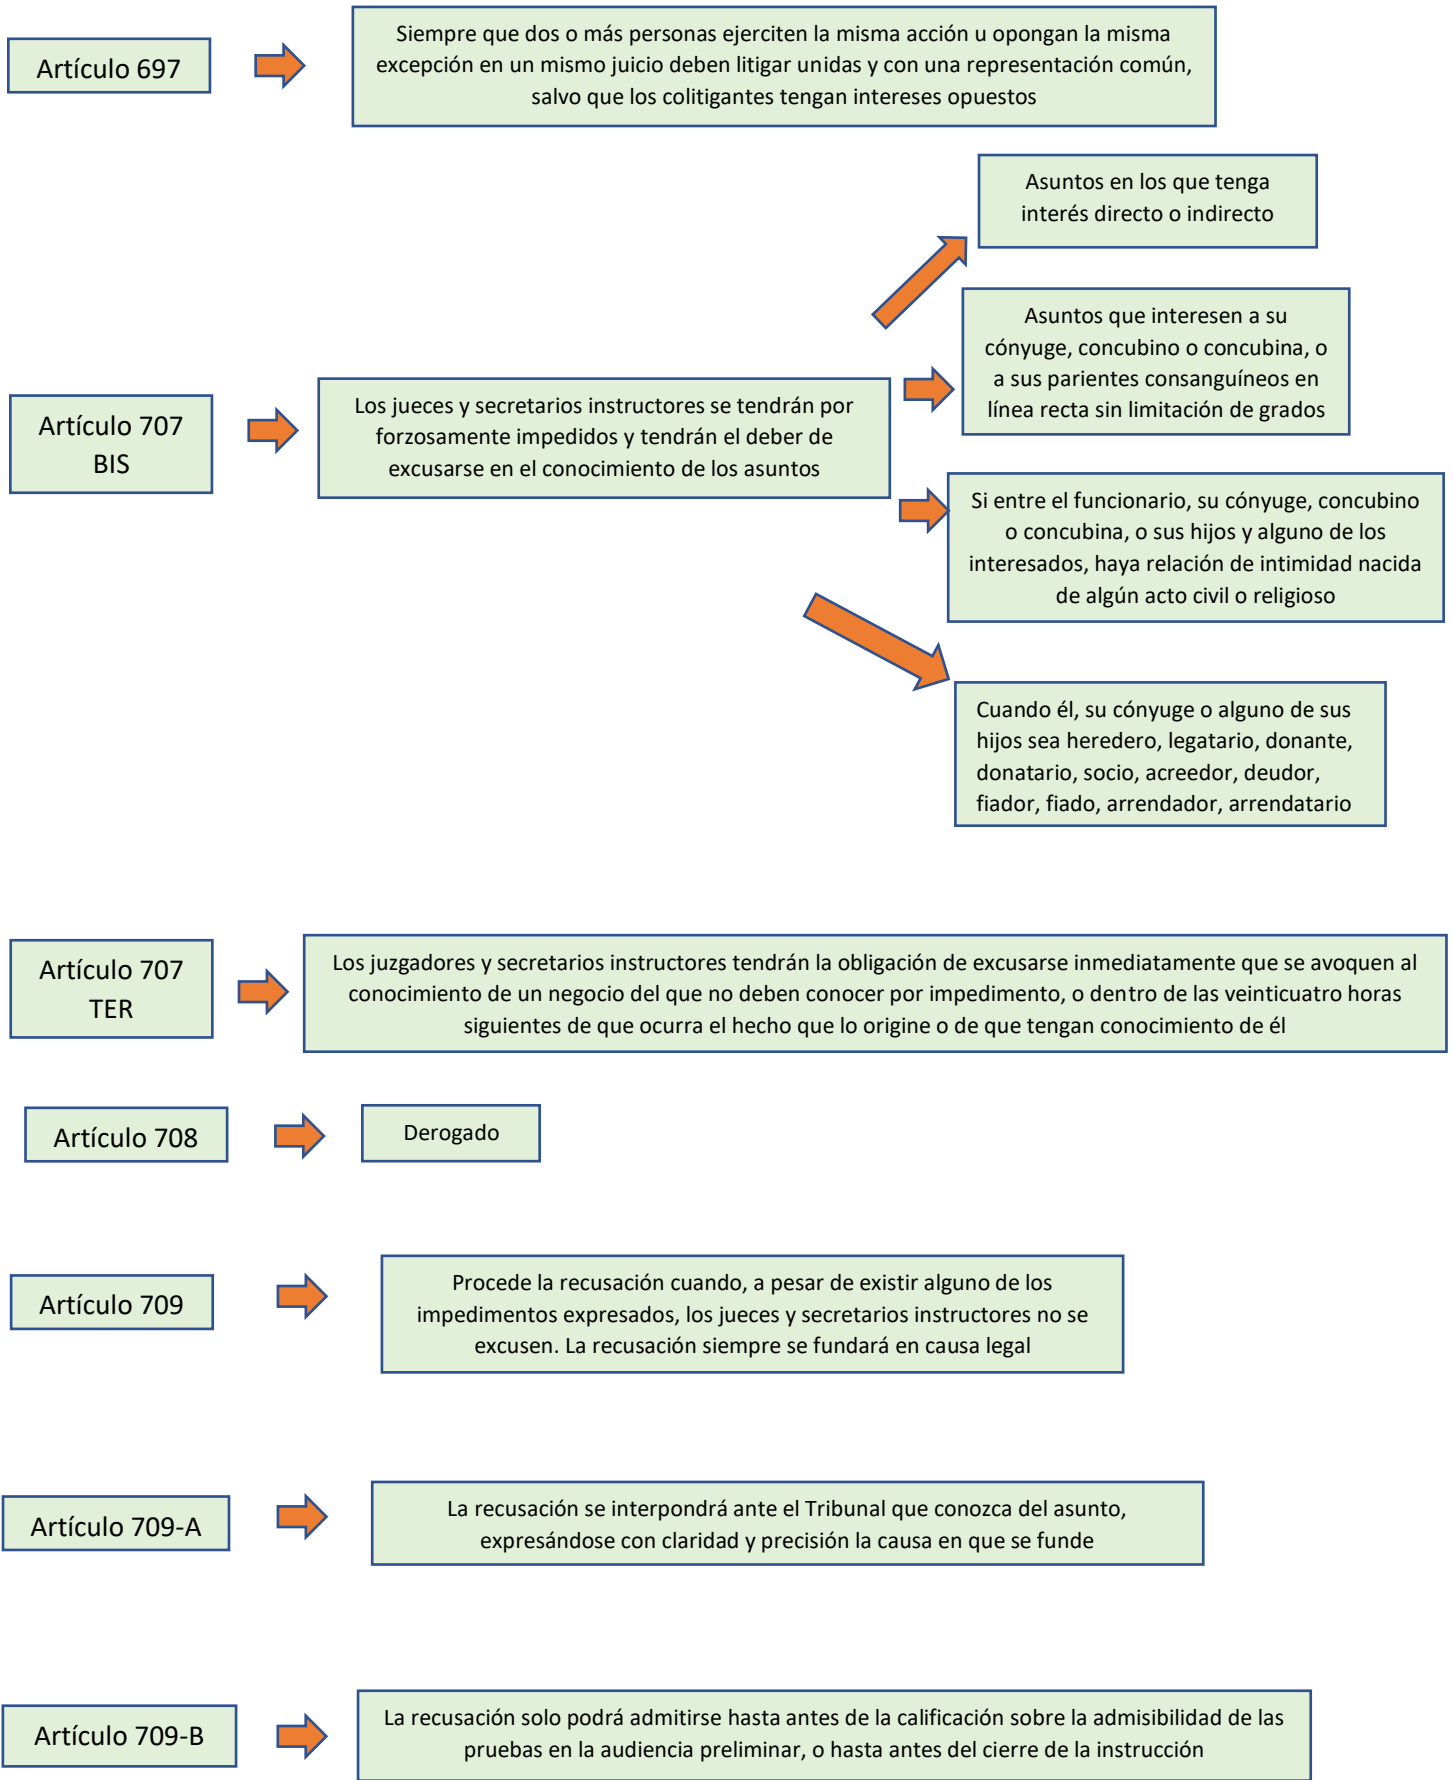 Artículo 697
Siempre que dos o más personas ejerciten la misma acción u opongan la misma
excepción en un mismo juicio deben litigar unidas y con una representación común,
salvo que los colitigantes tengan intereses opuestos
Artículo 707
BIS
Los jueces y secretarios instructores se tendrán por
forzosamente impedidos y tendrán el deber de
excusarse en el conocimiento de los asuntos
Asuntos en los que tenga
interés directo o indirecto
Asuntos que interesen a su
cónyuge, concubino o concubina, o
a sus parientes consanguíneos en
línea recta sin limitación de grados
Si entre el funcionario, su cónyuge, concubino
o concubina, o sus hijos y alguno de los
interesados, haya relación de intimidad nacida
de algún acto civil o religioso
Cuando él, su cónyuge o alguno de sus
hijos sea heredero, legatario, donante,
donatario, socio, acreedor, deudor,
fiador, fiado, arrendador, arrendatario
Artículo 707
TER
Los juzgadores y secretarios instructores tendrán la obligación de excusarse inmediatamente que se avoquen al
conocimiento de un negocio del que no deben conocer por impedimento, o dentro de las veinticuatro horas
siguientes de que ocurra el hecho que lo origine o de que tengan conocimiento de él
Artículo 708
Derogado
Artículo 709
Procede la recusación cuando, a pesar de existir alguno de los
impedimentos expresados, los jueces y secretarios instructores no se
excusen. La recusación siempre se fundará en causa legal
Artículo 709-A
La recusación se interpondrá ante el Tribunal que conozca del asunto,
expresándose con claridad y precisión la causa en que se funde
Artículo 709-B
La recusación solo podrá admitirse hasta antes de la calificación sobre la admisibilidad de las
pruebas en la audiencia preliminar, o hasta antes del cierre de la instrucción